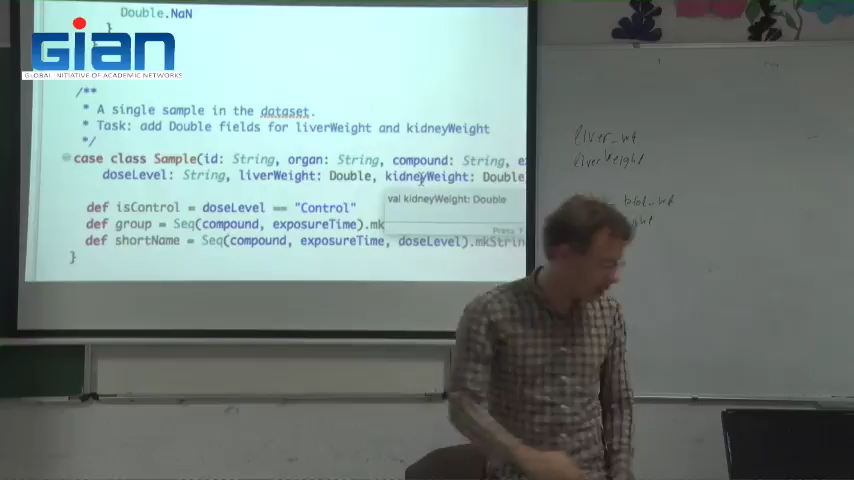 Double.NaN
}
GIAN
GLOBAL INITIATIVE OF ACADEMIC NETWORKS
/**
* A single sample in the dataset.
* Task: add Double fields for liverWeight and kidneyWeight
*/
case class Sample(id: String, organ: String, compound: String, e
doseLevel: String, liverWeight: Double, kidneyWeight: Double
val kidneyWeight: Double
def isControl = doseLevel == "Control"
def group = Seq(compound, exposureTime).mk
Press
def shortName = Seq(compound, exposureTime, doseLevel).mkStrin
}
liver_wt
liverWeight